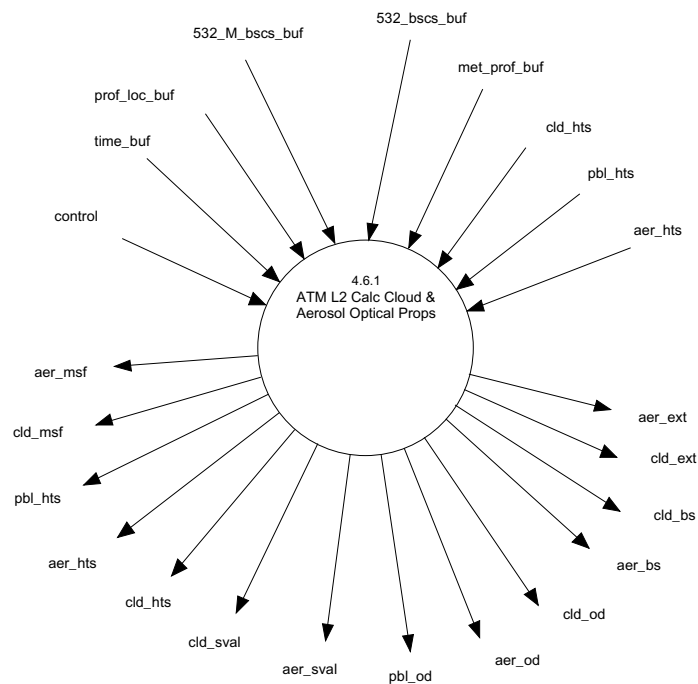 532_M_bscs_buf
532_bscs_buf
met_prof_buf
prof_loc_buf
cld_hts
time_buf
pbl_hts
control
aer_hts
4.6.1
ATM L2 Calc Cloud &
Aerosol Optical Props
aer_msf
aer_ext
cld_msf
cld_ext
pbl_hts
cld_bs
aer_hts
aer_bs
cld_hts
cld_od
cld_sval
aer_sval
aer_od
pbl_od